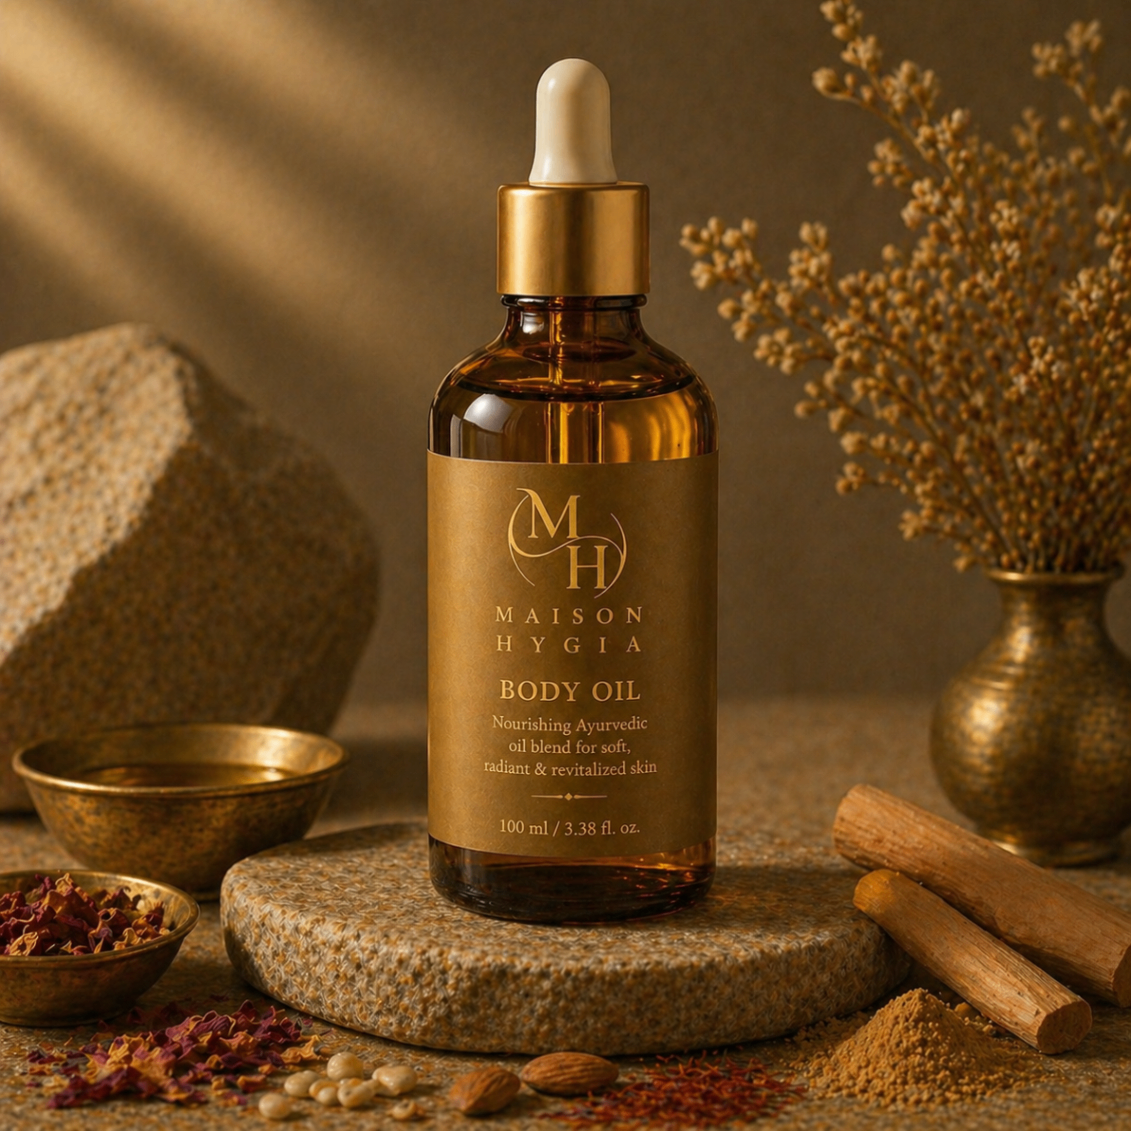 M
H
MAISON
HYGIA
BODY OIL
Nourishing Ayurvedic
oil blend for soft,
radiant & revitalized skin
100 ml / 3.38 fl. oz.